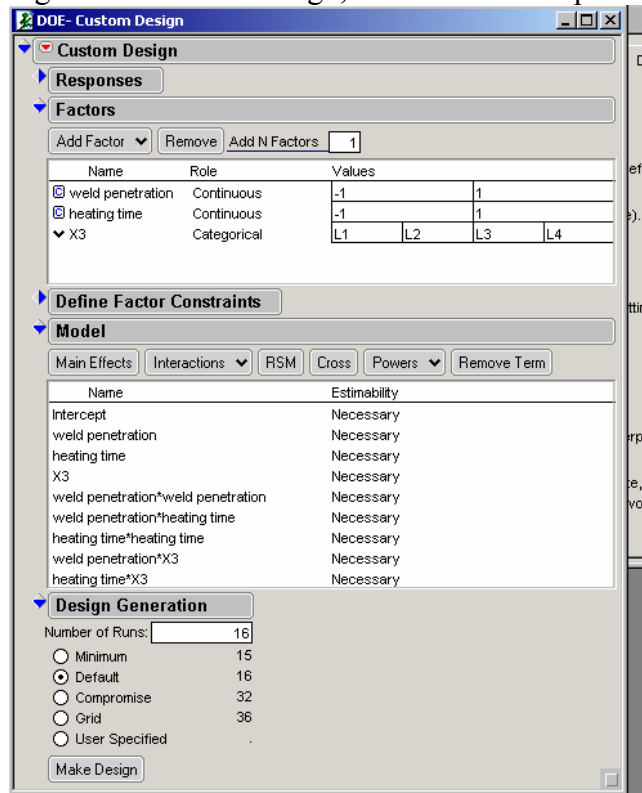 DOE- Custom Design
Custom Design
Responses
Factors
Add Factor Remove Add N Factors 1
Name Role Values
weld penetration Continuous -1 1
heating time Continuous -1 1
X3 Categorical L1 L2 L3 L4
Define Factor Constraints
Model
Main Effects Interactions RSM Cross Powers Remove Term
Name Estimability
Intercept Necessary
weld penetration Necessary
heating time Necessary
X3 Necessary
weld penetration*weld penetration Necessary
weld penetration*heating time Necessary
heating time*heating time Necessary
weld penetration*X3 Necessary
heating time*X3 Necessary
Design Generation
Number of Runs: 16
Minimum 15
Default 16
Compromise 32
Grid 36
User Specified .
Make Design